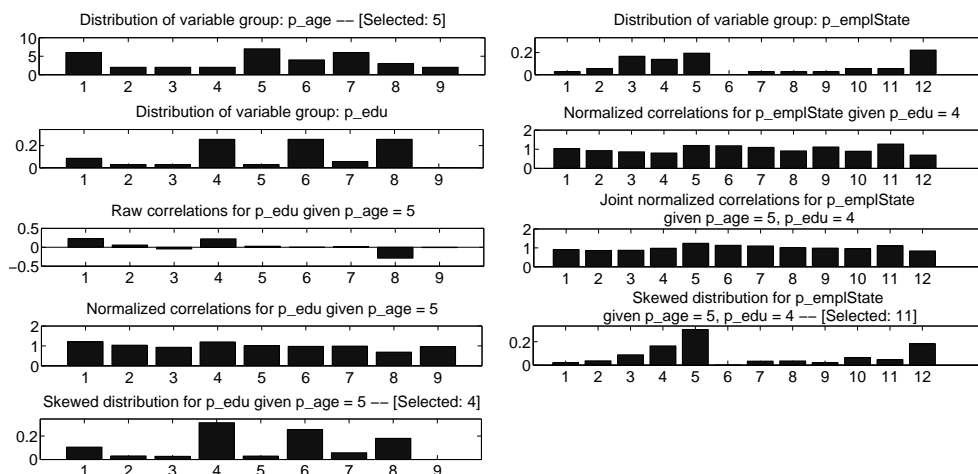 Distribution of variable group: p_age −− [Selected: 5]
10
5
0
1 2 3 4 5 6 7 8 9
Distribution of variable group: p_edu
0.2
0
1 2 3 4 5 6 7 8 9
Raw correlations for p_edu given p_age = 5
0.5
0
−0.5
1 2 3 4 5 6 7 8 9
Normalized correlations for p_edu given p_age = 5
2
1
0
1 2 3 4 5 6 7 8 9
Skewed distribution for p_edu given p_age = 5 −− [Selected: 4]
0.2
0
1 2 3 4 5 6 7 8 9
Distribution of variable group: p_emplState
0.2
0
1 2 3 4 5 6 7 8 9 10 11 12
Normalized correlations for p_emplState given p_edu = 4
2
1
0
1 2 3 4 5 6 7 8 9 10 11 12
Joint normalized correlations for p_emplState
given p_age = 5, p_edu = 4
2
1
0
1 2 3 4 5 6 7 8 9 10 11 12
Skewed distribution for p_emplState
given p_age = 5, p_edu = 4 −− [Selected: 11]
0.2
0
1 2 3 4 5 6 7 8 9 10 11 12